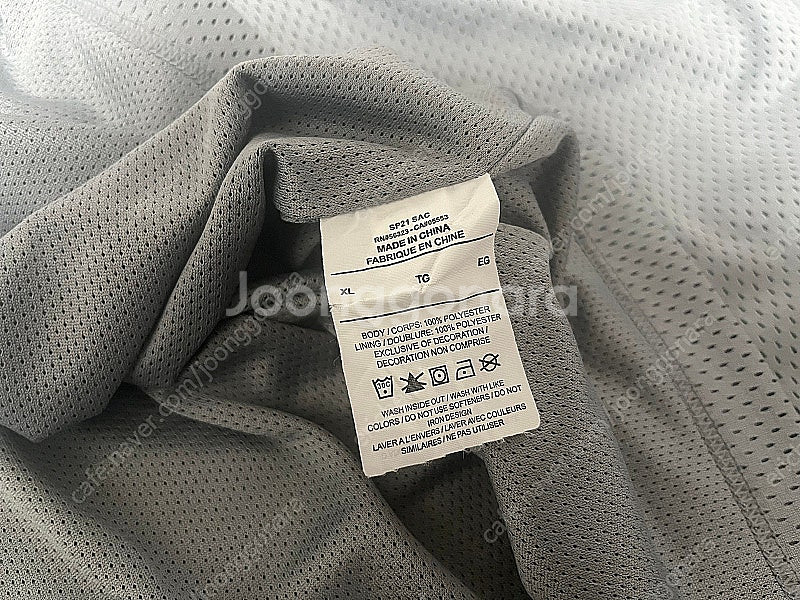 SP21 SAC
RN#56323 - CA#05553
MADE IN CHINA
FABRIQUE EN CHINE
XL TG EG
Joonggonara
BODY / CORPS: 100% POLYESTER
LINING / DOUBLURE: 100% POLYESTER
EXCLUSIVE OF DECORATION /
DECORATION NON COMPRISE
30C
WASH INSIDE OUT / WASH WITH LIKE
COLORS / DO NOT USE SOFTENERS / DO NOT
IRON DESIGN
LAVER A L'ENVERS / LAVER AVEC COULEURS
SIMILAIRES / NE PAS UTILISER